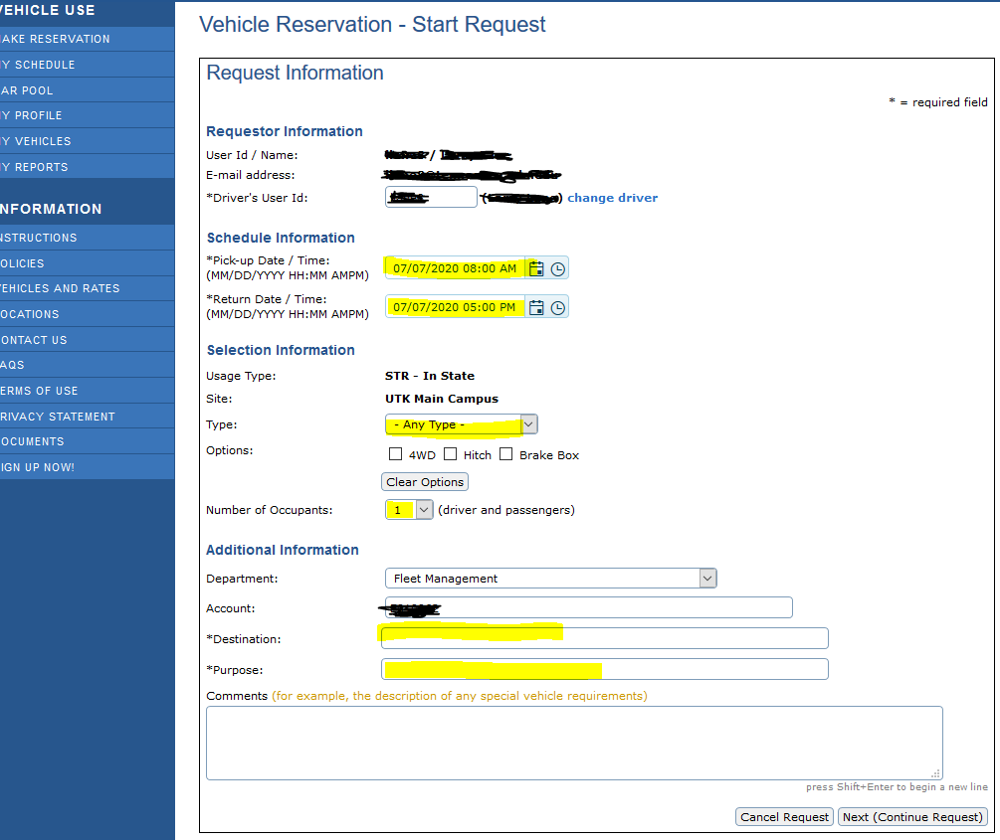 VEHICLE USE
AKE RESERVATION
Y SCHEDULE
AR POOL
Y PROFILE
Y VEHICLES
Y REPORTS
NFORMATION
NSTRUCTIONS
OLICIES
EHICLES AND RATES
OCATIONS
ONTACT US
AQS
ERMS OF USE
RIVACY STATEMENT
OCUMENTS
IGN UP NOW!
Vehicle Reservation - Start Request
Request Information
* = required field
Requestor Information
User Id / Name: /
E-mail address:
*Driver's User Id: ( ) change driver
Schedule Information
*Pick-up Date / Time: 07/07/2020 08:00 AM
(MM/DD/YYYY HH:MM AMPM)
*Return Date / Time: 07/07/2020 05:00 PM
(MM/DD/YYYY HH:MM AMPM)
Selection Information
Usage Type: STR - In State
Site: UTK Main Campus
Type: - Any Type -
Options: 4WD Hitch Brake Box
Clear Options
Number of Occupants: 1 (driver and passengers)
Additional Information
Department: Fleet Management
Account:
*Destination:
*Purpose:
Comments (for example, the description of any special vehicle requirements)
press Shift+Enter to begin a new line
Cancel Request Next (Continue Request)